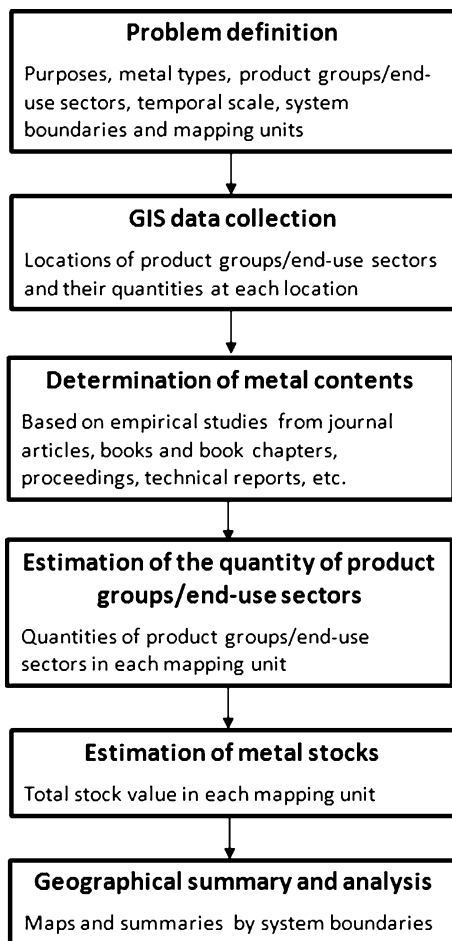 Problem definition
Purposes, metal types, product groups/end-
use sectors, temporal scale, system
boundaries and mapping units
GIS data collection
Locations of product groups/end-use sectors
and their quantities at each location
Determination of metal contents
Based on empirical studies from journal
articles, books and book chapters,
proceedings, technical reports, etc.
Estimation of the quantity of product
groups/end-use sectors
Quantities of product groups/end-use
sectors in each mapping unit
Estimation of metal stocks
Total stock value in each mapping unit
Geographical summary and analysis
Maps and summaries by system boundaries